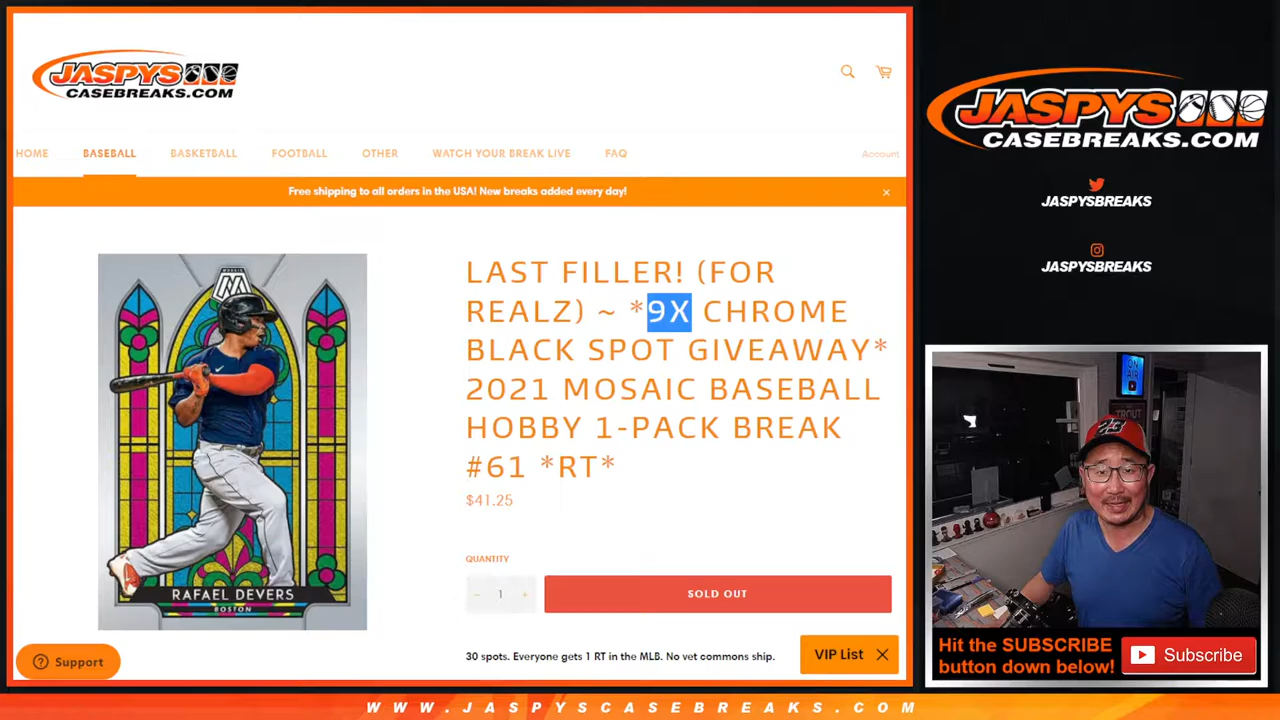 JASPYS
CASEBREAKS.COM
HOME
BASEBALL
BASKETBALL
FOOTBALL
OTHER
WATCH YOUR BREAK LIVE
FAQ
Account
Free shipping to all orders in the USA! New breaks added every day!
×
MOSAIC
RAFAEL DEVERS
BOSTON
LAST FILLER! (FOR
REALZ) ~ *9X CHROME
BLACK SPOT GIVEAWAY*
2021 MOSAIC BASEBALL
HOBBY 1-PACK BREAK
#61 *RT*
$41.25
QUANTITY
− 1 +
SOLD OUT
30 spots. Everyone gets 1 RT in the MLB. No vet commons ship.
Support
VIP List
JASPYS
CASEBREAKS.COM
JASPYSBREAKS
JASPYSBREAKS
ON
AIR
TROUT
Hit the SUBSCRIBE
button down below!
Subscribe
WWW.JASPYSCASEBREAKS.COM